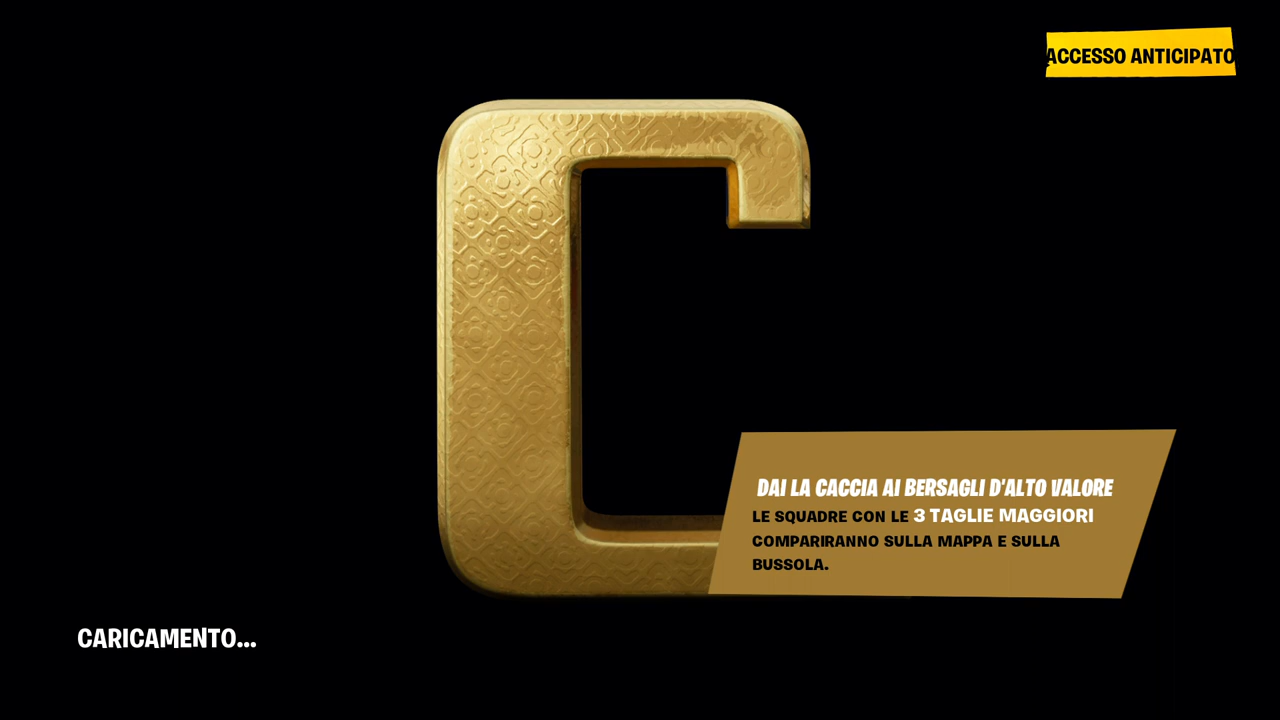 ACCESSO ANTICIPATO
C
DAI LA CACCIA AI BERSAGLI D'ALTO VALORE
LE SQUADRE CON LE 3 TAGLIE MAGGIORI
COMPARIRANNO SULLA MAPPA E SULLA
BUSSOLA.
CARICAMENTO...